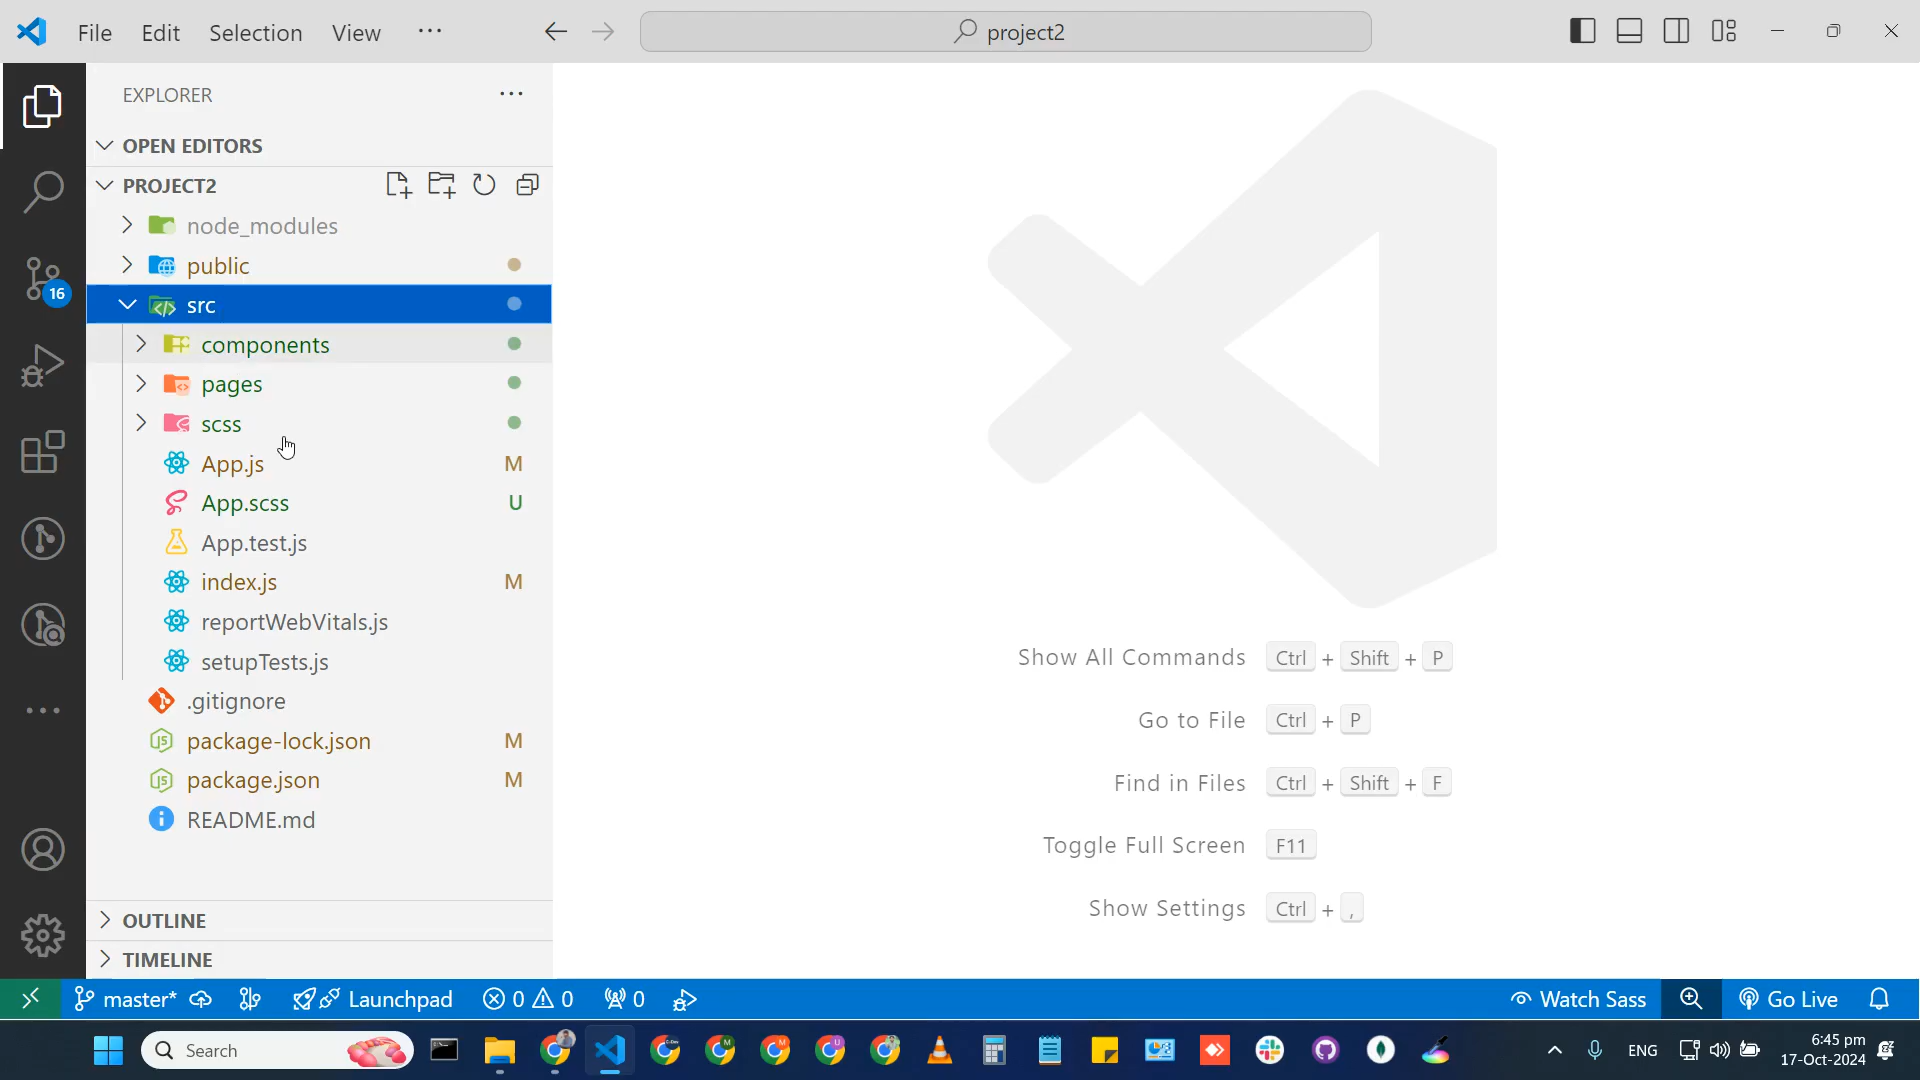 File Edit Selection View ··· project2
EXPLORER ···
OPEN EDITORS
PROJECT2
node_modules
public
src
components
pages
scss
App.js M
App.scss U
App.test.js
index.js M
reportWebVitals.js
setupTests.js
.gitignore
package-lock.json M
package.json M
README.md
OUTLINE
TIMELINE
16
Show All Commands Ctrl + Shift + P
Go to File Ctrl + P
Find in Files Ctrl + Shift + F
Toggle Full Screen F11
Show Settings Ctrl + ,
master* Launchpad 0 0 0 Watch Sass Go Live
Search ENG 6:45 pm
17-Oct-2024